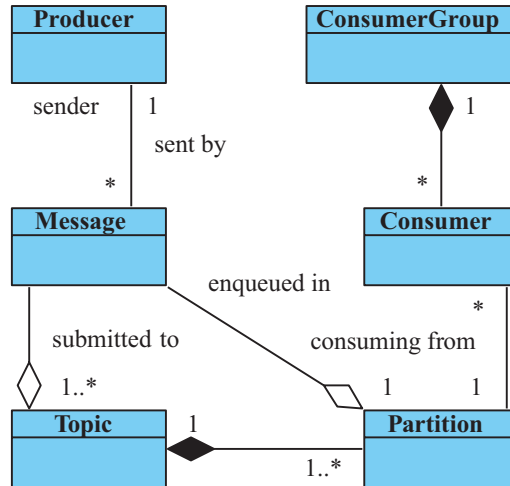 Producer
ConsumerGroup
sender
1
1
sent by
*
*
Message
Consumer
enqueued in
*
submitted to
consuming from
1..*
1
1
Topic
1
Partition
1..*